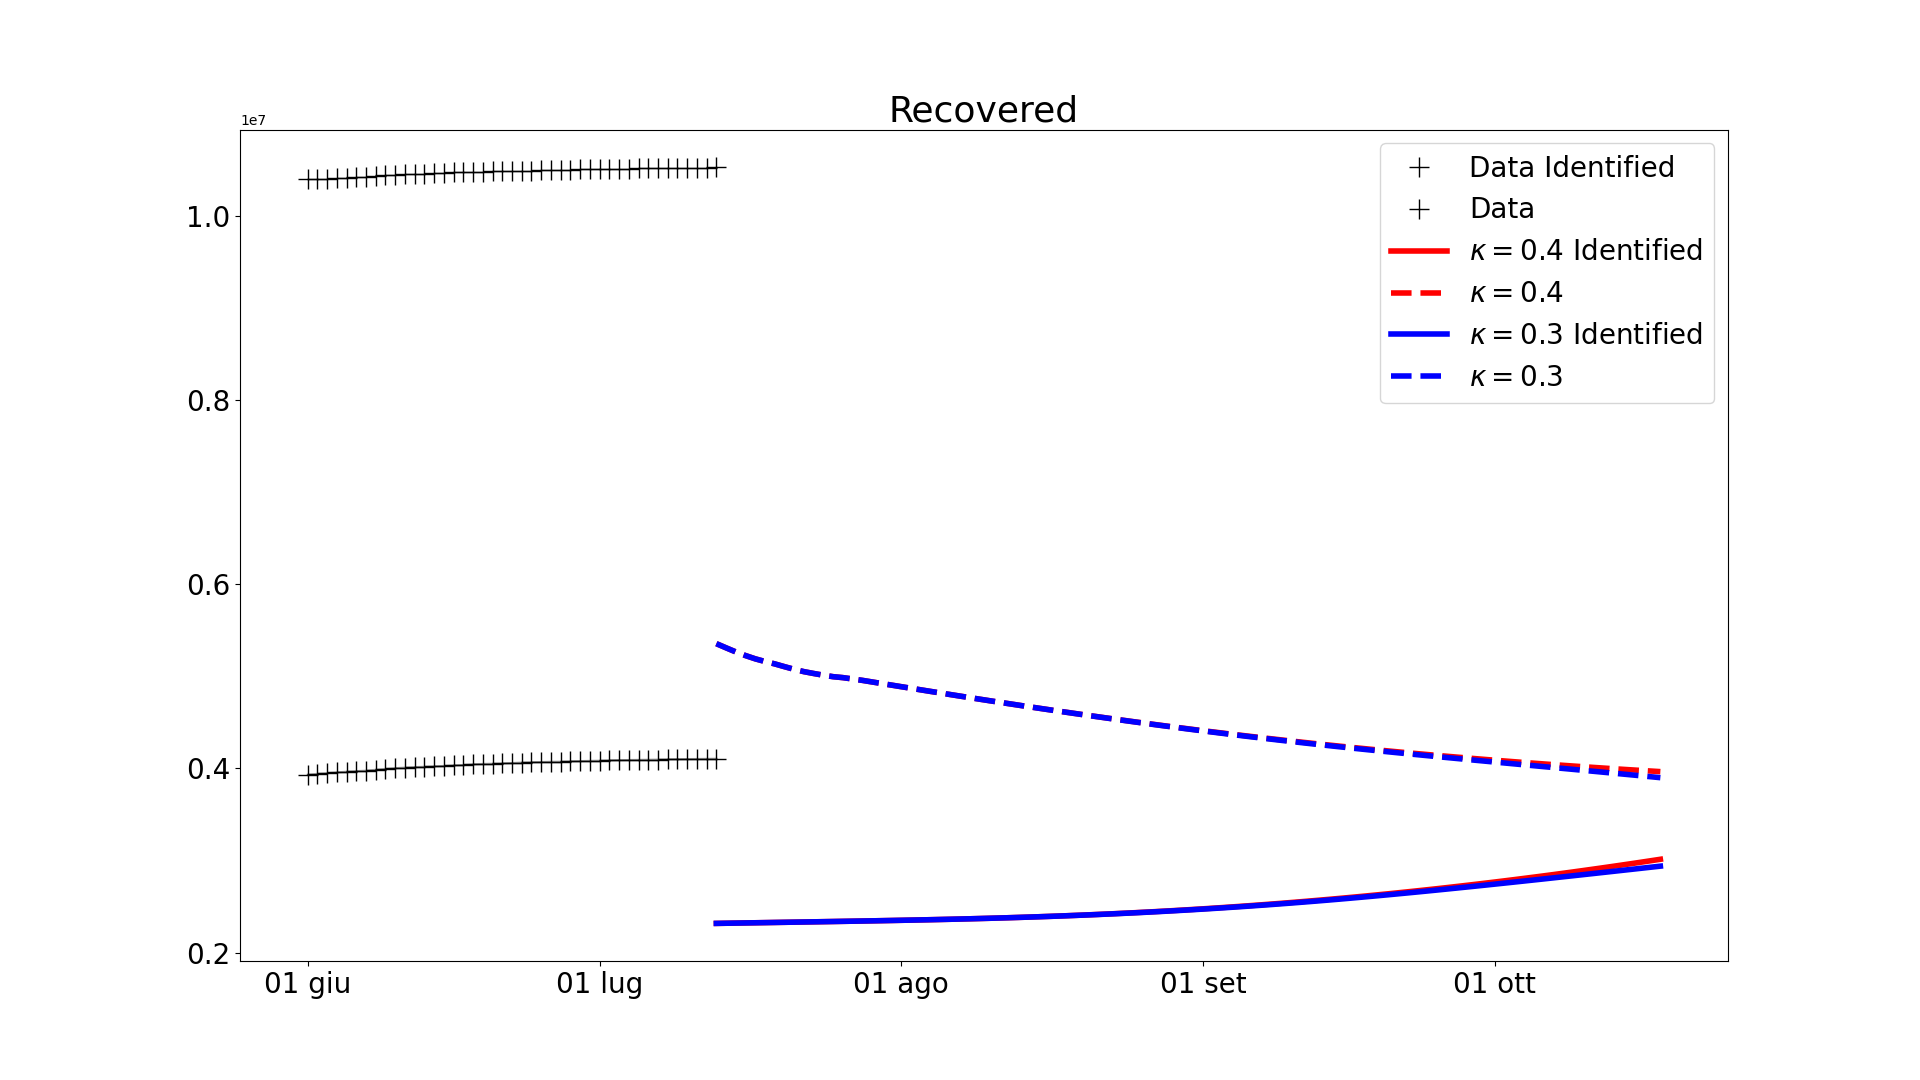 Recovered
1e7
1.0
0.8
0.6
0.4
0.2
01 giu
01 lug
01 ago
01 set
01 ott
Data Identified
Data
κ = 0.4 Identified
κ = 0.4
κ = 0.3 Identified
κ = 0.3